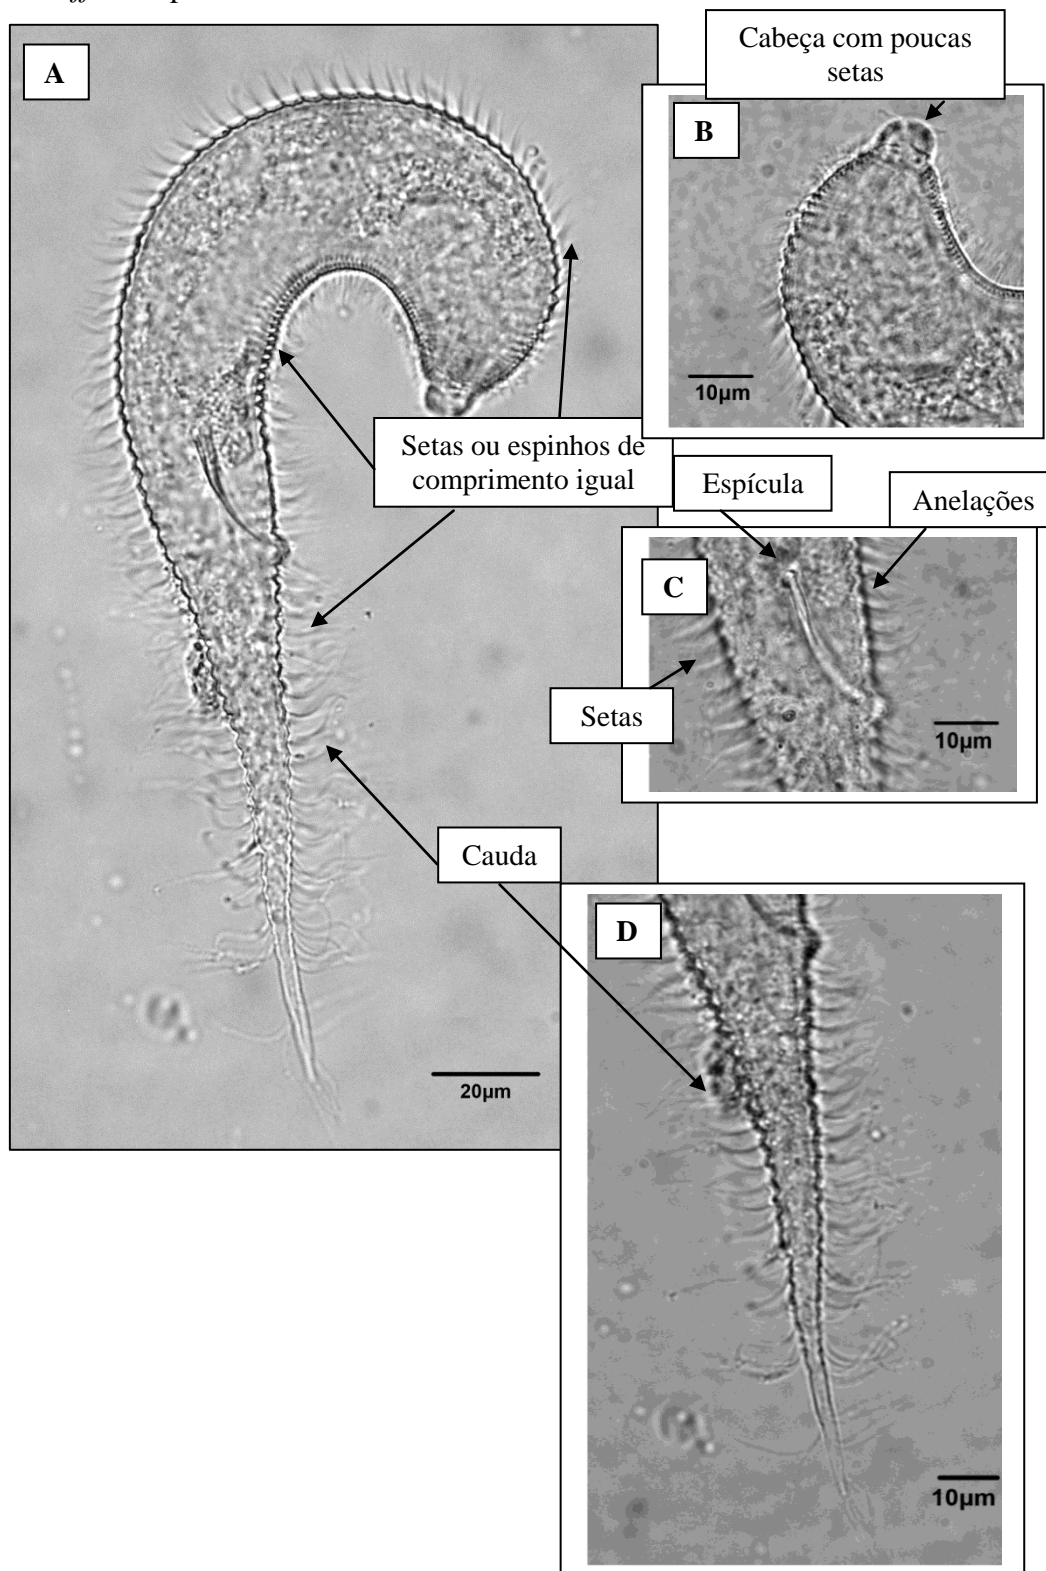 A
Cabeça com poucas
setas
B
10µm
Setas ou espinhos de
comprimento igual
Espícula
Anelações
C
Setas
10µm
Cauda
D
20µm
10µm